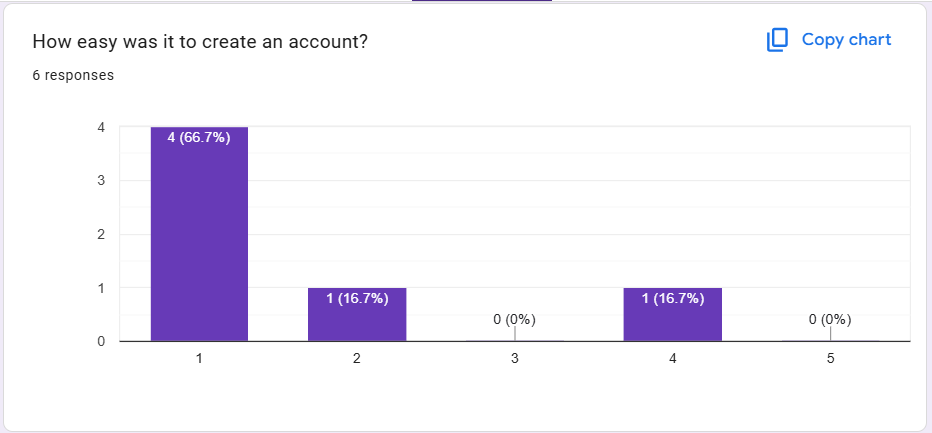 How easy was it to create an account?
Copy chart
6 responses
4
4 (66.7%)
3
2
1
1 (16.7%)
1 (16.7%)
0 (0%)
0 (0%)
0
1 2 3 4 5